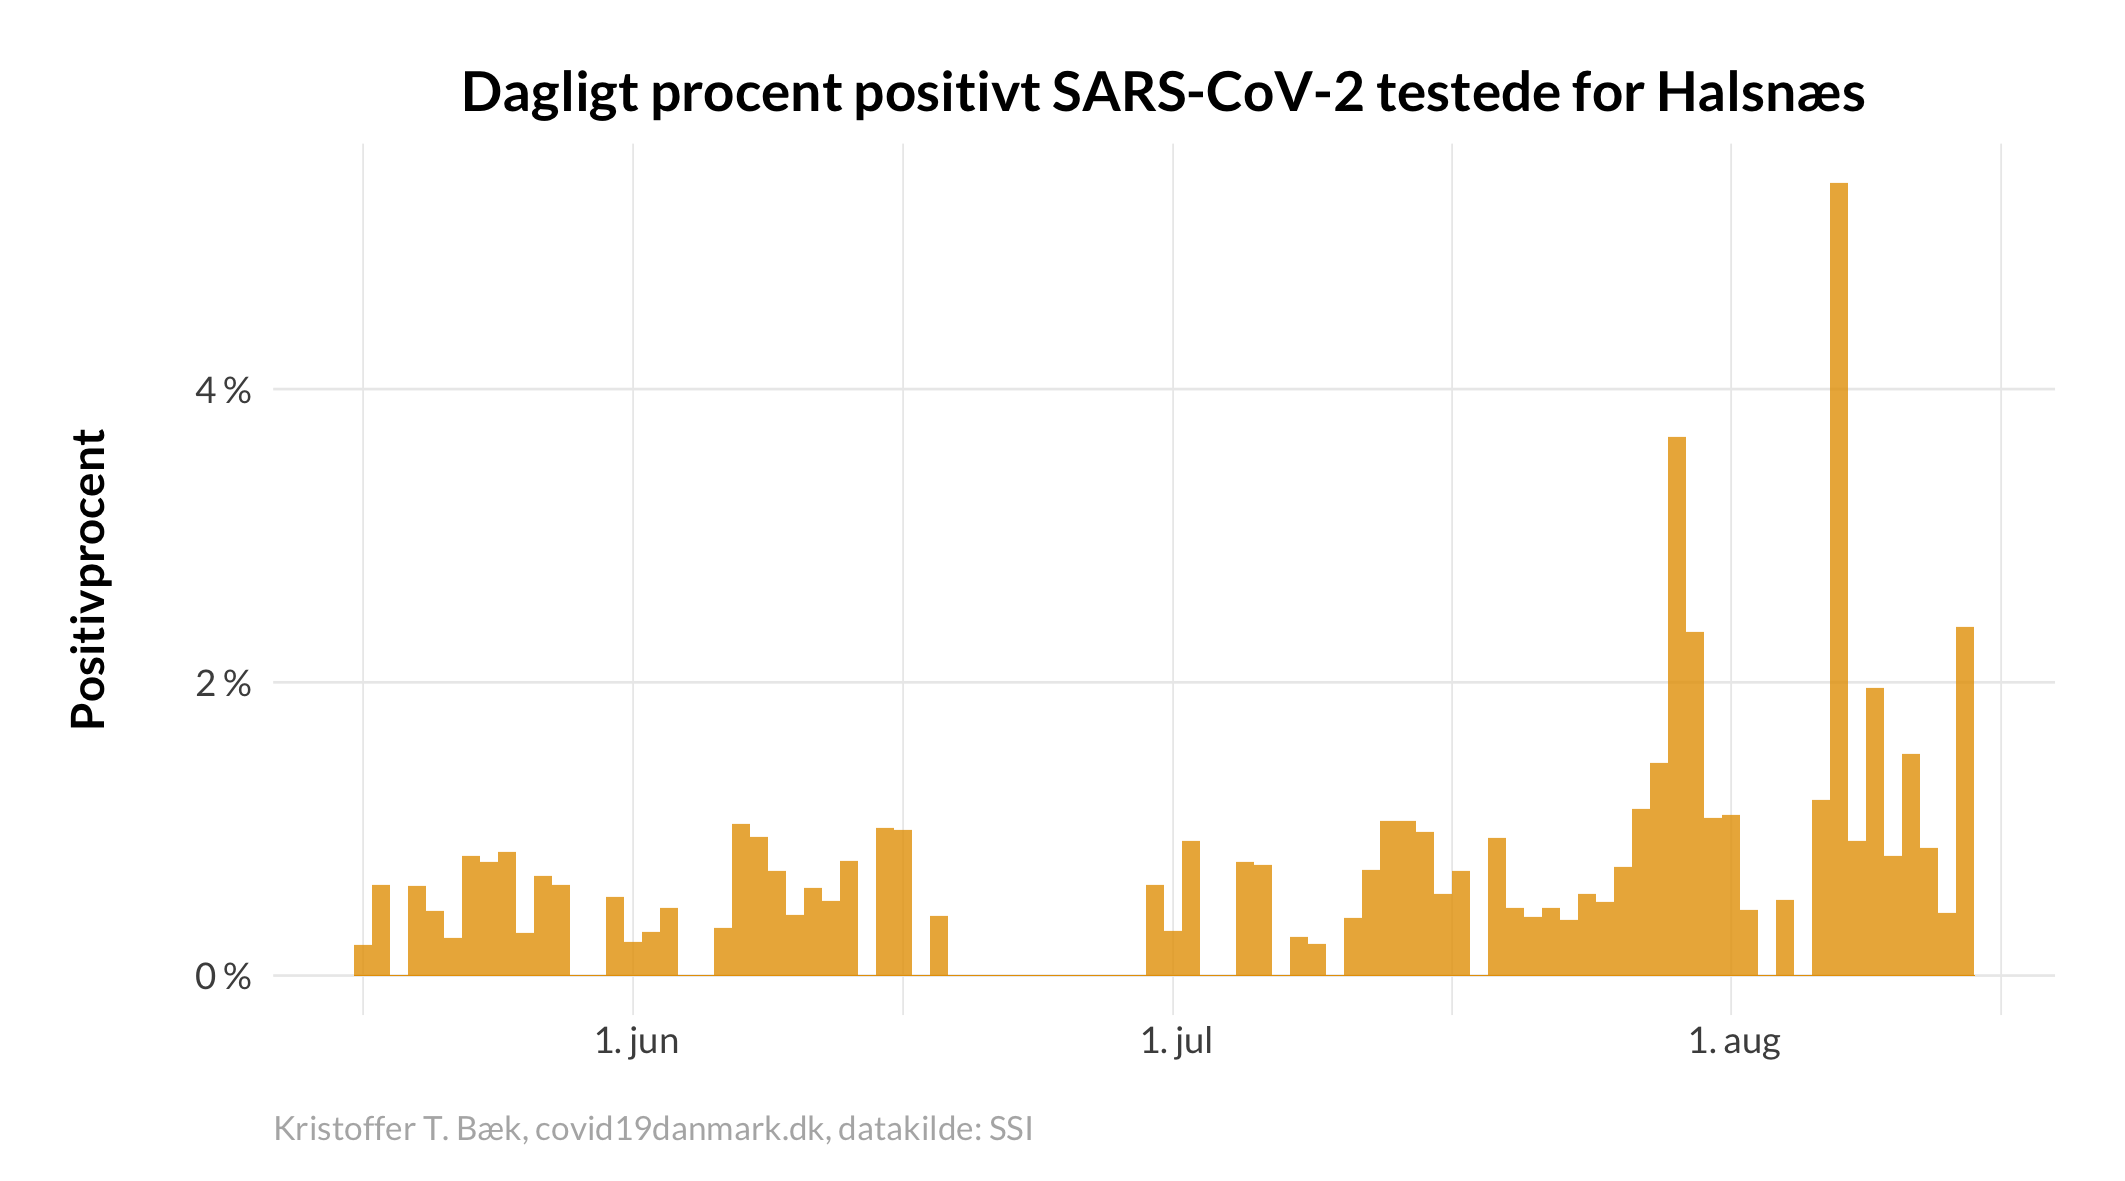 Dagligt procent positivt SARS-CoV-2 testede for Halsnæs
Positivprocent
4 %
2 %
0 %
1. jun
1. jul
1. aug
Kristoffer T. Bæk, covid19danmark.dk, datakilde: SSI